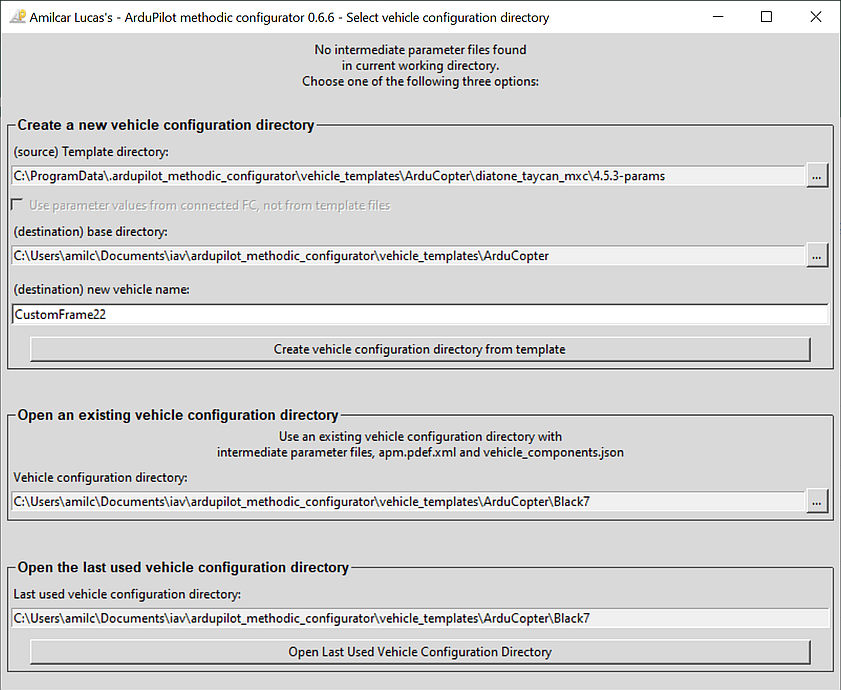 Amilcar Lucas's - ArduPilot methodic configurator 0.6.6 - Select vehicle configuration directory
No intermediate parameter files found
in current working directory.
Choose one of the following three options:
Create a new vehicle configuration directory
(source) Template directory:
C:\ProgramData\.ardupilot_methodic_configurator\vehicle_templates\ArduCopter\diatone_taycan_mxc\4.5.3-params
...
Use parameter values from connected FC, not from template files
(destination) base directory:
C:\Users\amilc\Documents\iav\ardupilot_methodic_configurator\vehicle_templates\ArduCopter
...
(destination) new vehicle name:
CustomFrame22
Create vehicle configuration directory from template
Open an existing vehicle configuration directory
Use an existing vehicle configuration directory with
intermediate parameter files, apm.pdef.xml and vehicle_components.json
Vehicle configuration directory:
C:\Users\amilc\Documents\iav\ardupilot_methodic_configurator\vehicle_templates\ArduCopter\Black7
...
Open the last used vehicle configuration directory
Last used vehicle configuration directory:
C:\Users\amilc\Documents\iav\ardupilot_methodic_configurator\vehicle_templates\ArduCopter\Black7
Open Last Used Vehicle Configuration Directory